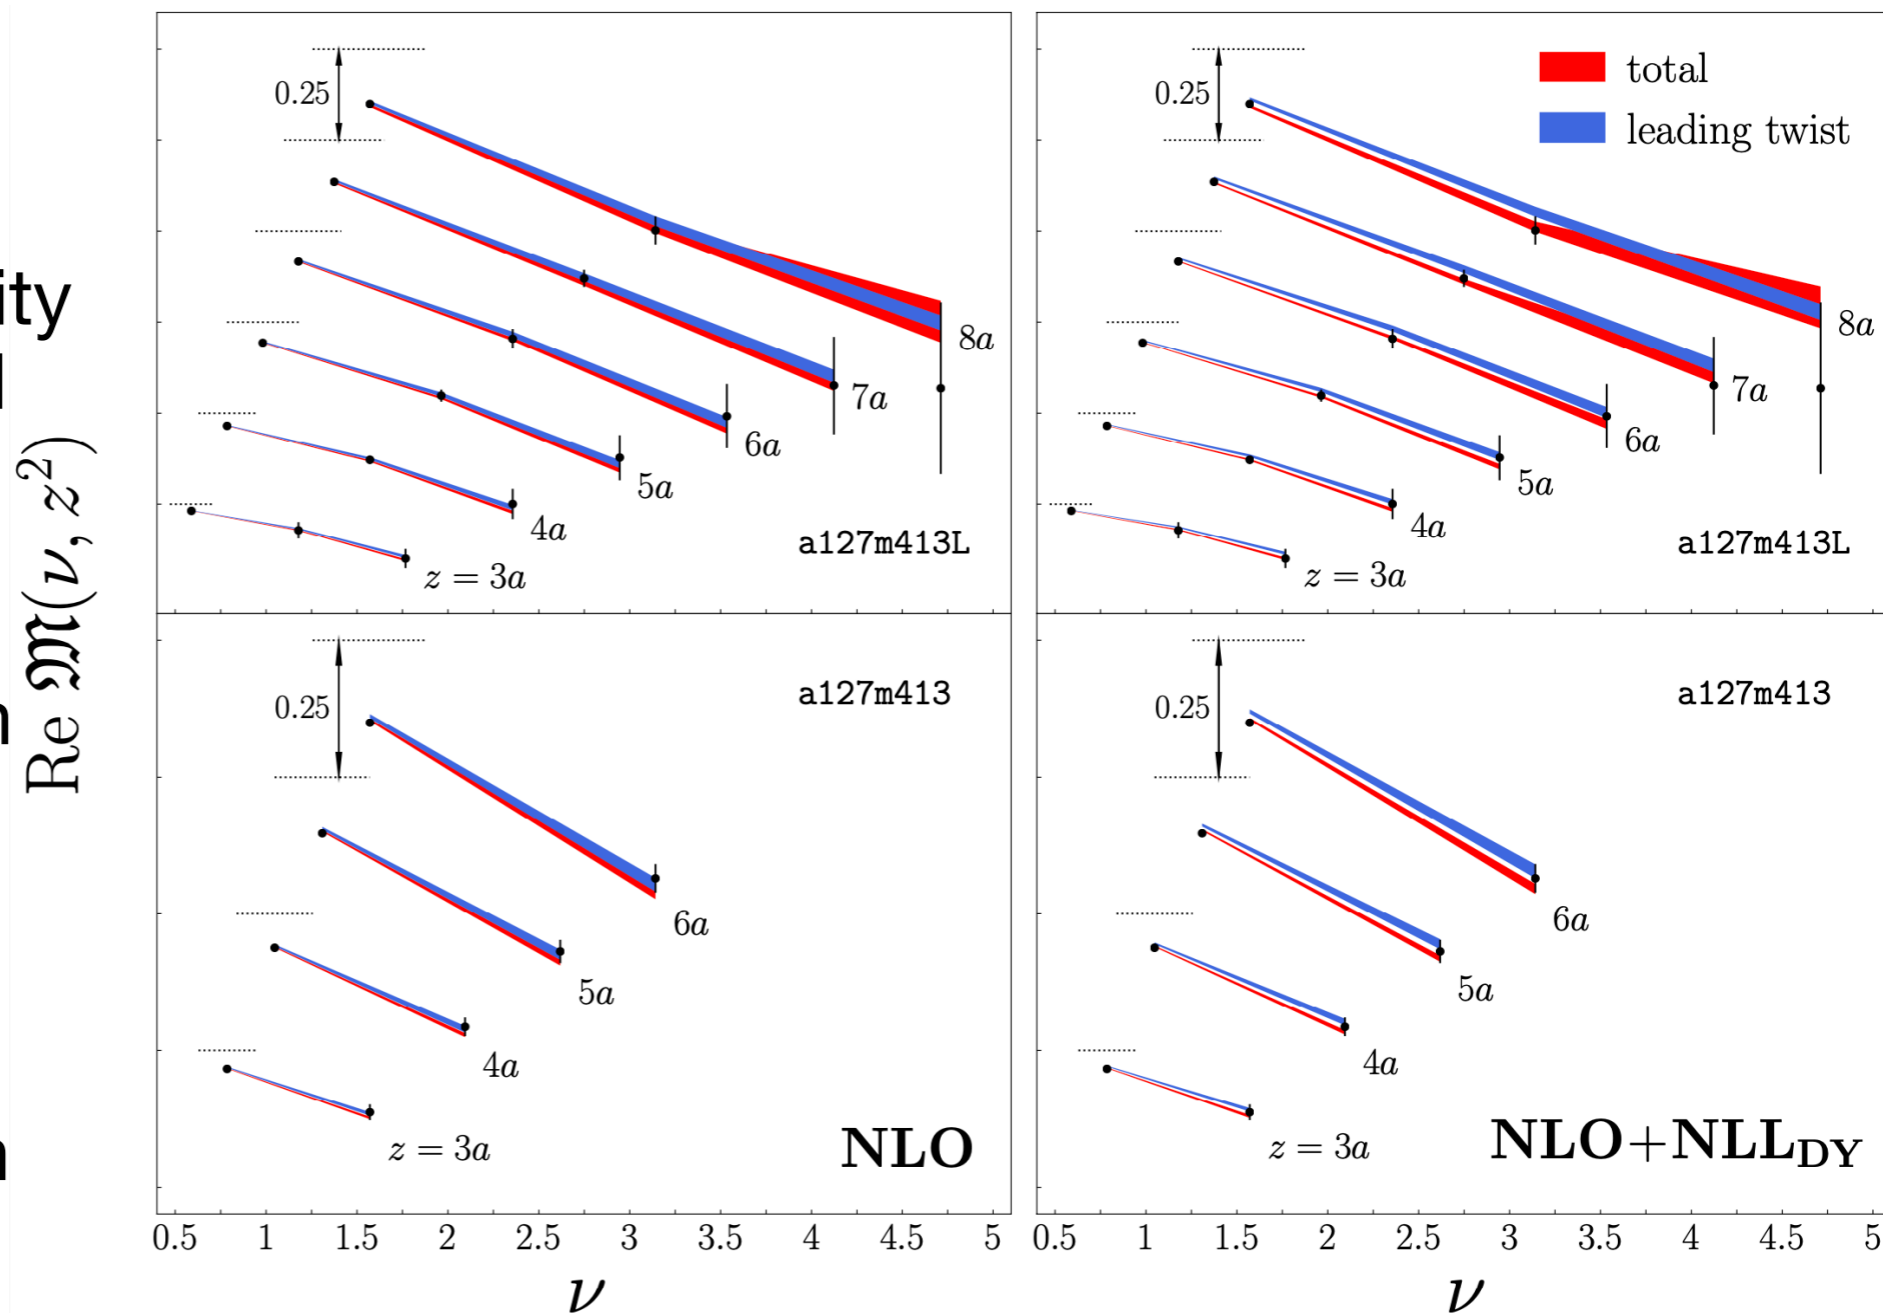 ity
Re 𝔐(ν, z²)
0.25
8a
7a
6a
5a
4a
z = 3a
a127m413L
0.25
total
leading twist
8a
7a
6a
5a
4a
z = 3a
a127m413L
0.25
a127m413
6a
5a
4a
z = 3a
NLO
0.25
a127m413
6a
5a
4a
z = 3a
NLO+NLL_DY
0.5 1 1.5 2 2.5 3 3.5 4 4.5 5
ν
0.5 1 1.5 2 2.5 3 3.5 4 4.5 5
ν